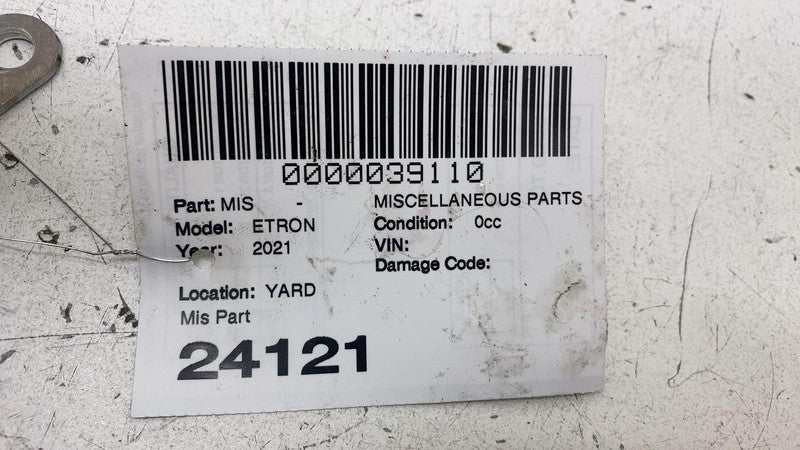 0000039110
Part: MIS - MISCELLANEOUS PARTS
Model: ETRON Condition: 0cc
Year: 2021 VIN:
Damage Code:
Location: YARD
Mis Part
24121